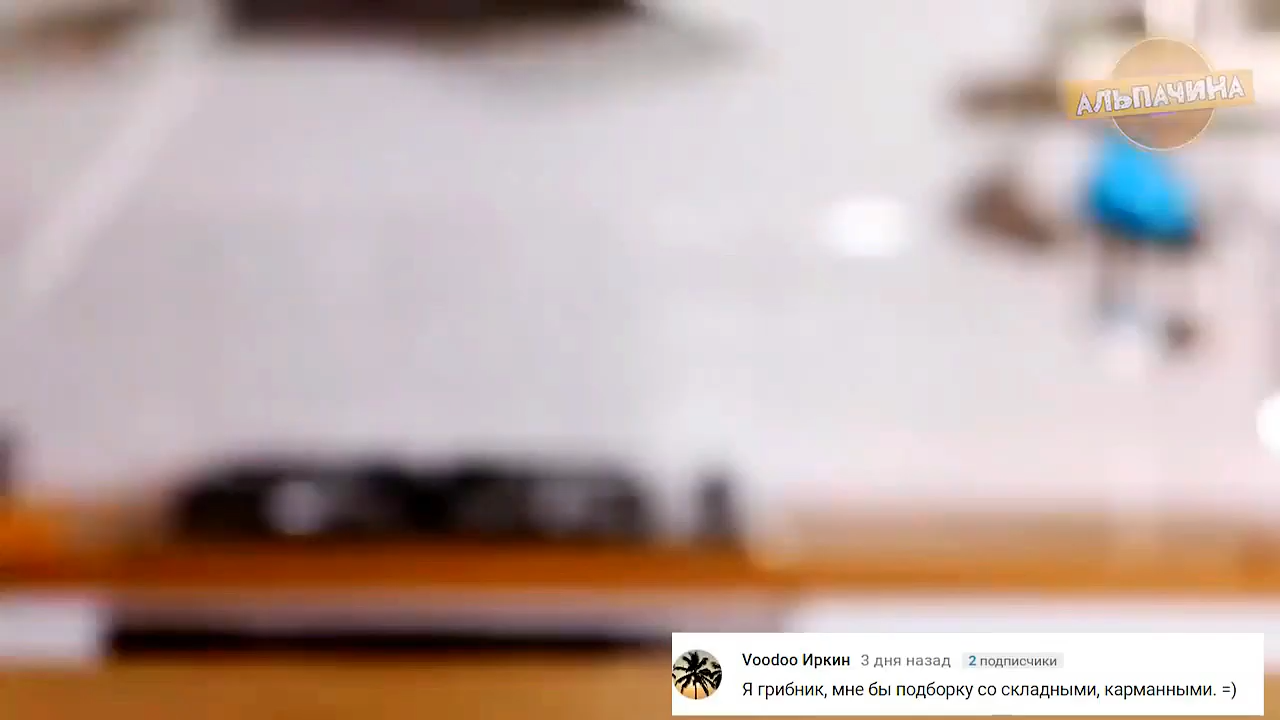 АЛЬПАЧИНА
Voodoo Иркин 3 дня назад 2 подписчики
Я грибник, мне бы подборку со складными, карманными. =)